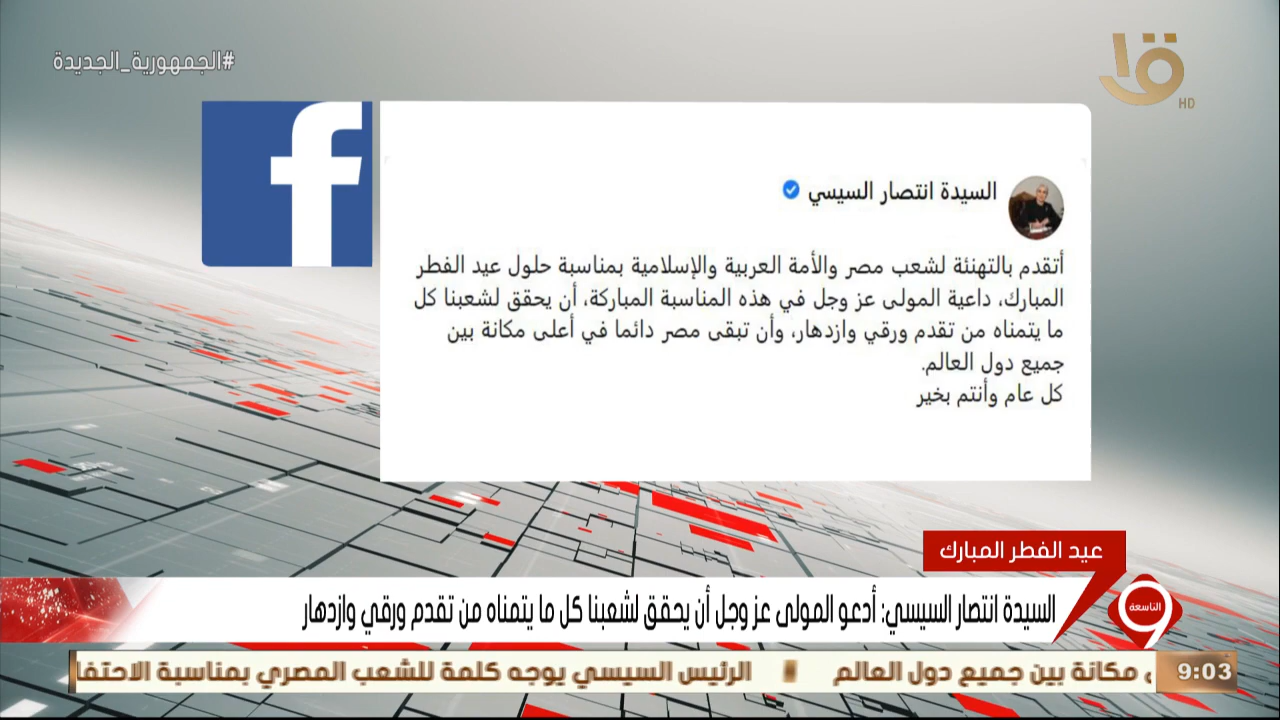 #الجمهورية_الجديدة
HD
السيدة انتصار السيسي
أتقدم بالتهنئة لشعب مصر والأمة العربية والإسلامية بمناسبة حلول عيد الفطر
المبارك، داعية المولى عز وجل في هذه المناسبة المباركة، أن يحقق لشعبنا كل
ما يتمناه من تقدم ورقي وازدهار، وأن تبقى مصر دائما في أعلى مكانة بين
جميع دول العالم.
كل عام وأنتم بخير
عيد الفطر المبارك
التاسعة
السيدة انتصار السيسي: أدعو المولى عز وجل أن يحقق لشعبنا كل ما يتمناه من تقدم ورقي وازدهار
9:03
مكانة بين جميع دول العالم
الرئيس السيسي يوجه كلمة للشعب المصري بمناسبة